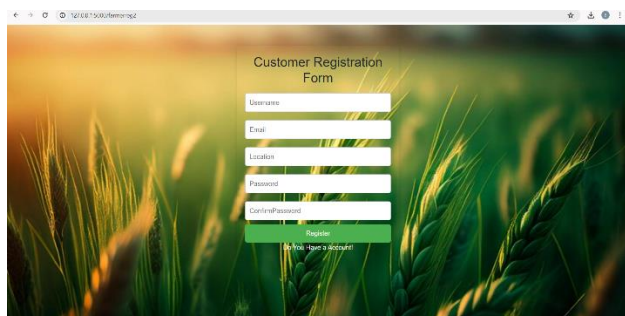 Customer Registration
Form
Username
Email
Location
Password
ConfirmPassword
Register
Do You Have a Account!